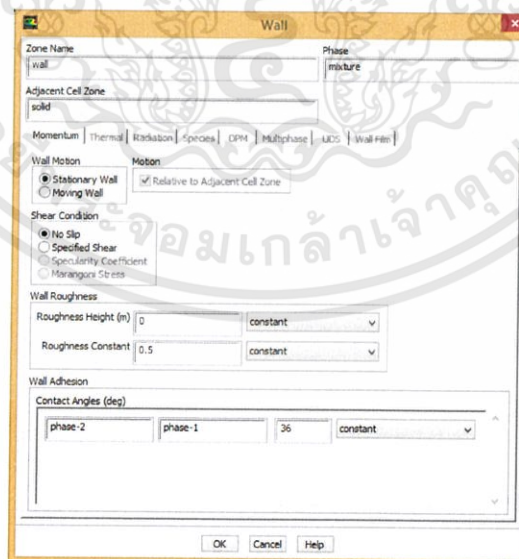 Wall
Zone Name
Phase
wall
mixture
Adjacent Cell Zone
solid
Momentum Thermal Radiation Species DPM Multiphase UDS Wall Film
Wall Motion
Motion
Stationary Wall
Moving Wall
Relative to Adjacent Cell Zone
Shear Condition
No Slip
Specified Shear
Specularity Coefficient
Marangoni Stress
Wall Roughness
Roughness Height (m) 0 constant
Roughness Constant 0.5 constant
Wall Adhesion
Contact Angles (deg)
phase-2 phase-1 36 constant
OK Cancel Help